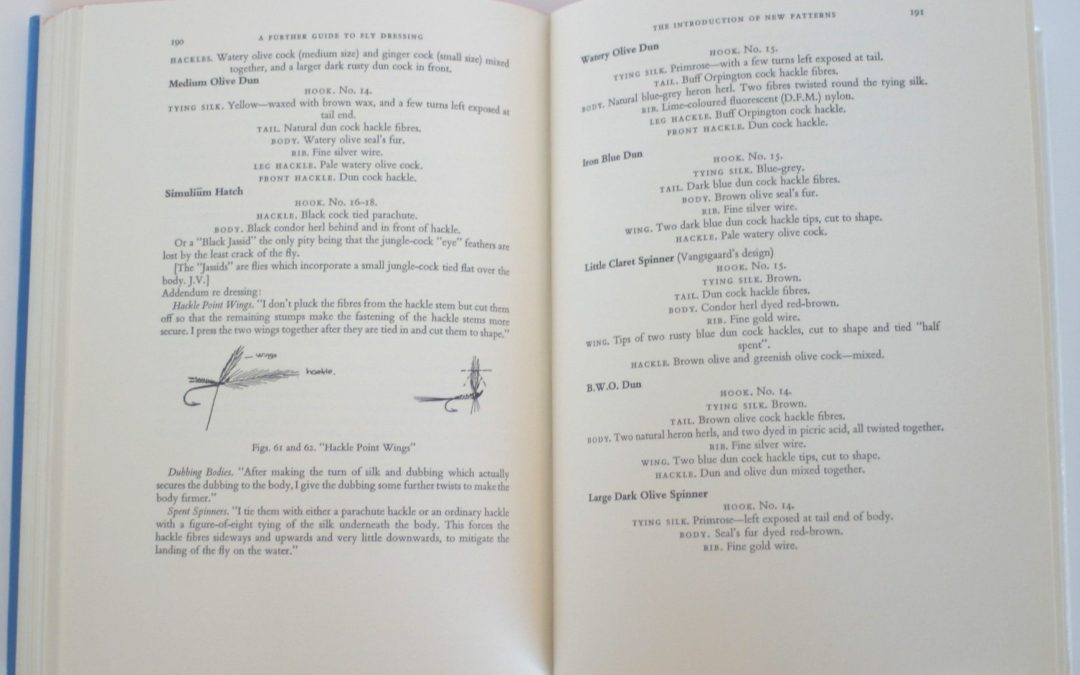 190
A FURTHER GUIDE TO FLY DRESSING
HACKLES. Watery olive cock (medium size) and ginger cock (small size) mixed
together, and a larger dark rusty dun cock in front.
Medium Olive Dun
HOOK. No. 14.
TYING SILK. Yellow—waxed with brown wax, and a few turns left exposed at
tail end.
TAIL. Natural dun cock hackle fibres.
BODY. Watery olive seal's fur.
RIB. Fine silver wire.
LEG HACKLE. Pale watery olive cock.
FRONT HACKLE. Dun cock hackle.
Simulium Hatch
HOOK. No. 16-18.
HACKLE. Black cock tied parachute.
BODY. Black condor herl behind and in front of hackle.
Or a "Black Jassid" the only pity being that the jungle-cock "eye" feathers are
lost by the least crack of the fly.
[The "Jassids" are flies which incorporate a small jungle-cock tied flat over the
body. J.V.]
Addendum re dressing:
Hackle Point Wings. "I don't pluck the fibres from the hackle stem but cut them
off so that the remaining stumps make the fastening of the hackle stems more
secure. I press the two wings together after they are tied in and cut them to shape."
wings
hackle.
Figs. 61 and 62. "Hackle Point Wings"
Dubbing Bodies. "After making the turn of silk and dubbing which actually
secures the dubbing to the body, I give the dubbing some further twists to make the
body firmer."
Spent Spinners. "I tie them with either a parachute hackle or an ordinary hackle
with a figure-of-eight tying of the silk underneath the body. This forces the
hackle fibres sideways and upwards and very little downwards, to mitigate the
landing of the fly on the water."
THE INTRODUCTION OF NEW PATTERNS
191
Watery Olive Dun
HOOK. No. 15.
TYING SILK. Primrose—with a few turns left exposed at tail.
TAIL. Buff Orpington cock hackle fibres.
BODY. Natural blue-grey heron herl. Two fibres twisted round the tying silk.
RIB. Lime-coloured fluorescent (D.F.M.) nylon.
LEG HACKLE. Buff Orpington cock hackle.
FRONT HACKLE. Dun cock hackle.
Iron Blue Dun
HOOK. No. 15.
TYING SILK. Blue-grey.
TAIL. Dark blue dun cock hackle fibres.
BODY. Brown olive seal's fur.
RIB. Fine silver wire.
WING. Two dark blue dun cock hackle tips, cut to shape.
HACKLE. Pale watery olive cock.
Little Claret Spinner (Vangsgaard's design)
HOOK. No. 15.
TYING SILK. Brown.
TAIL. Dun cock hackle fibres.
BODY. Condor herl dyed red-brown.
RIB. Fine gold wire.
WING. Tips of two rusty blue dun cock hackles, cut to shape and tied "half
spent".
HACKLE. Brown olive and greenish olive cock—mixed.
B.W.O. Dun
HOOK. No. 14.
TYING SILK. Brown.
TAIL. Brown olive cock hackle fibres.
BODY. Two natural heron herls, and two dyed in picric acid, all twisted together.
RIB. Fine silver wire.
WING. Two blue dun cock hackle tips, cut to shape.
HACKLE. Dun and olive dun mixed together.
Large Dark Olive Spinner
HOOK. No. 14.
TYING SILK. Primrose—left exposed at tail end of body.
BODY. Seal's fur dyed red-brown.
RIB. Fine gold wire.